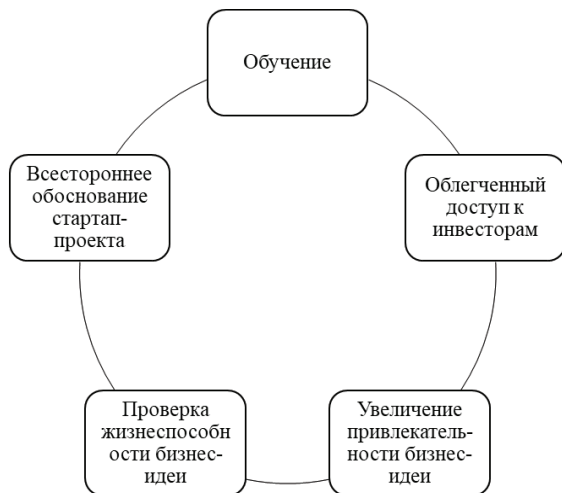 Обучение
Облегченный
доступ к
инвесторам
Увеличение
привлекатель-
ности бизнес-
идеи
Проверка
жизнеспособн
ости бизнес-
идеи
Всестороннее
обоснование
стартап-
проекта